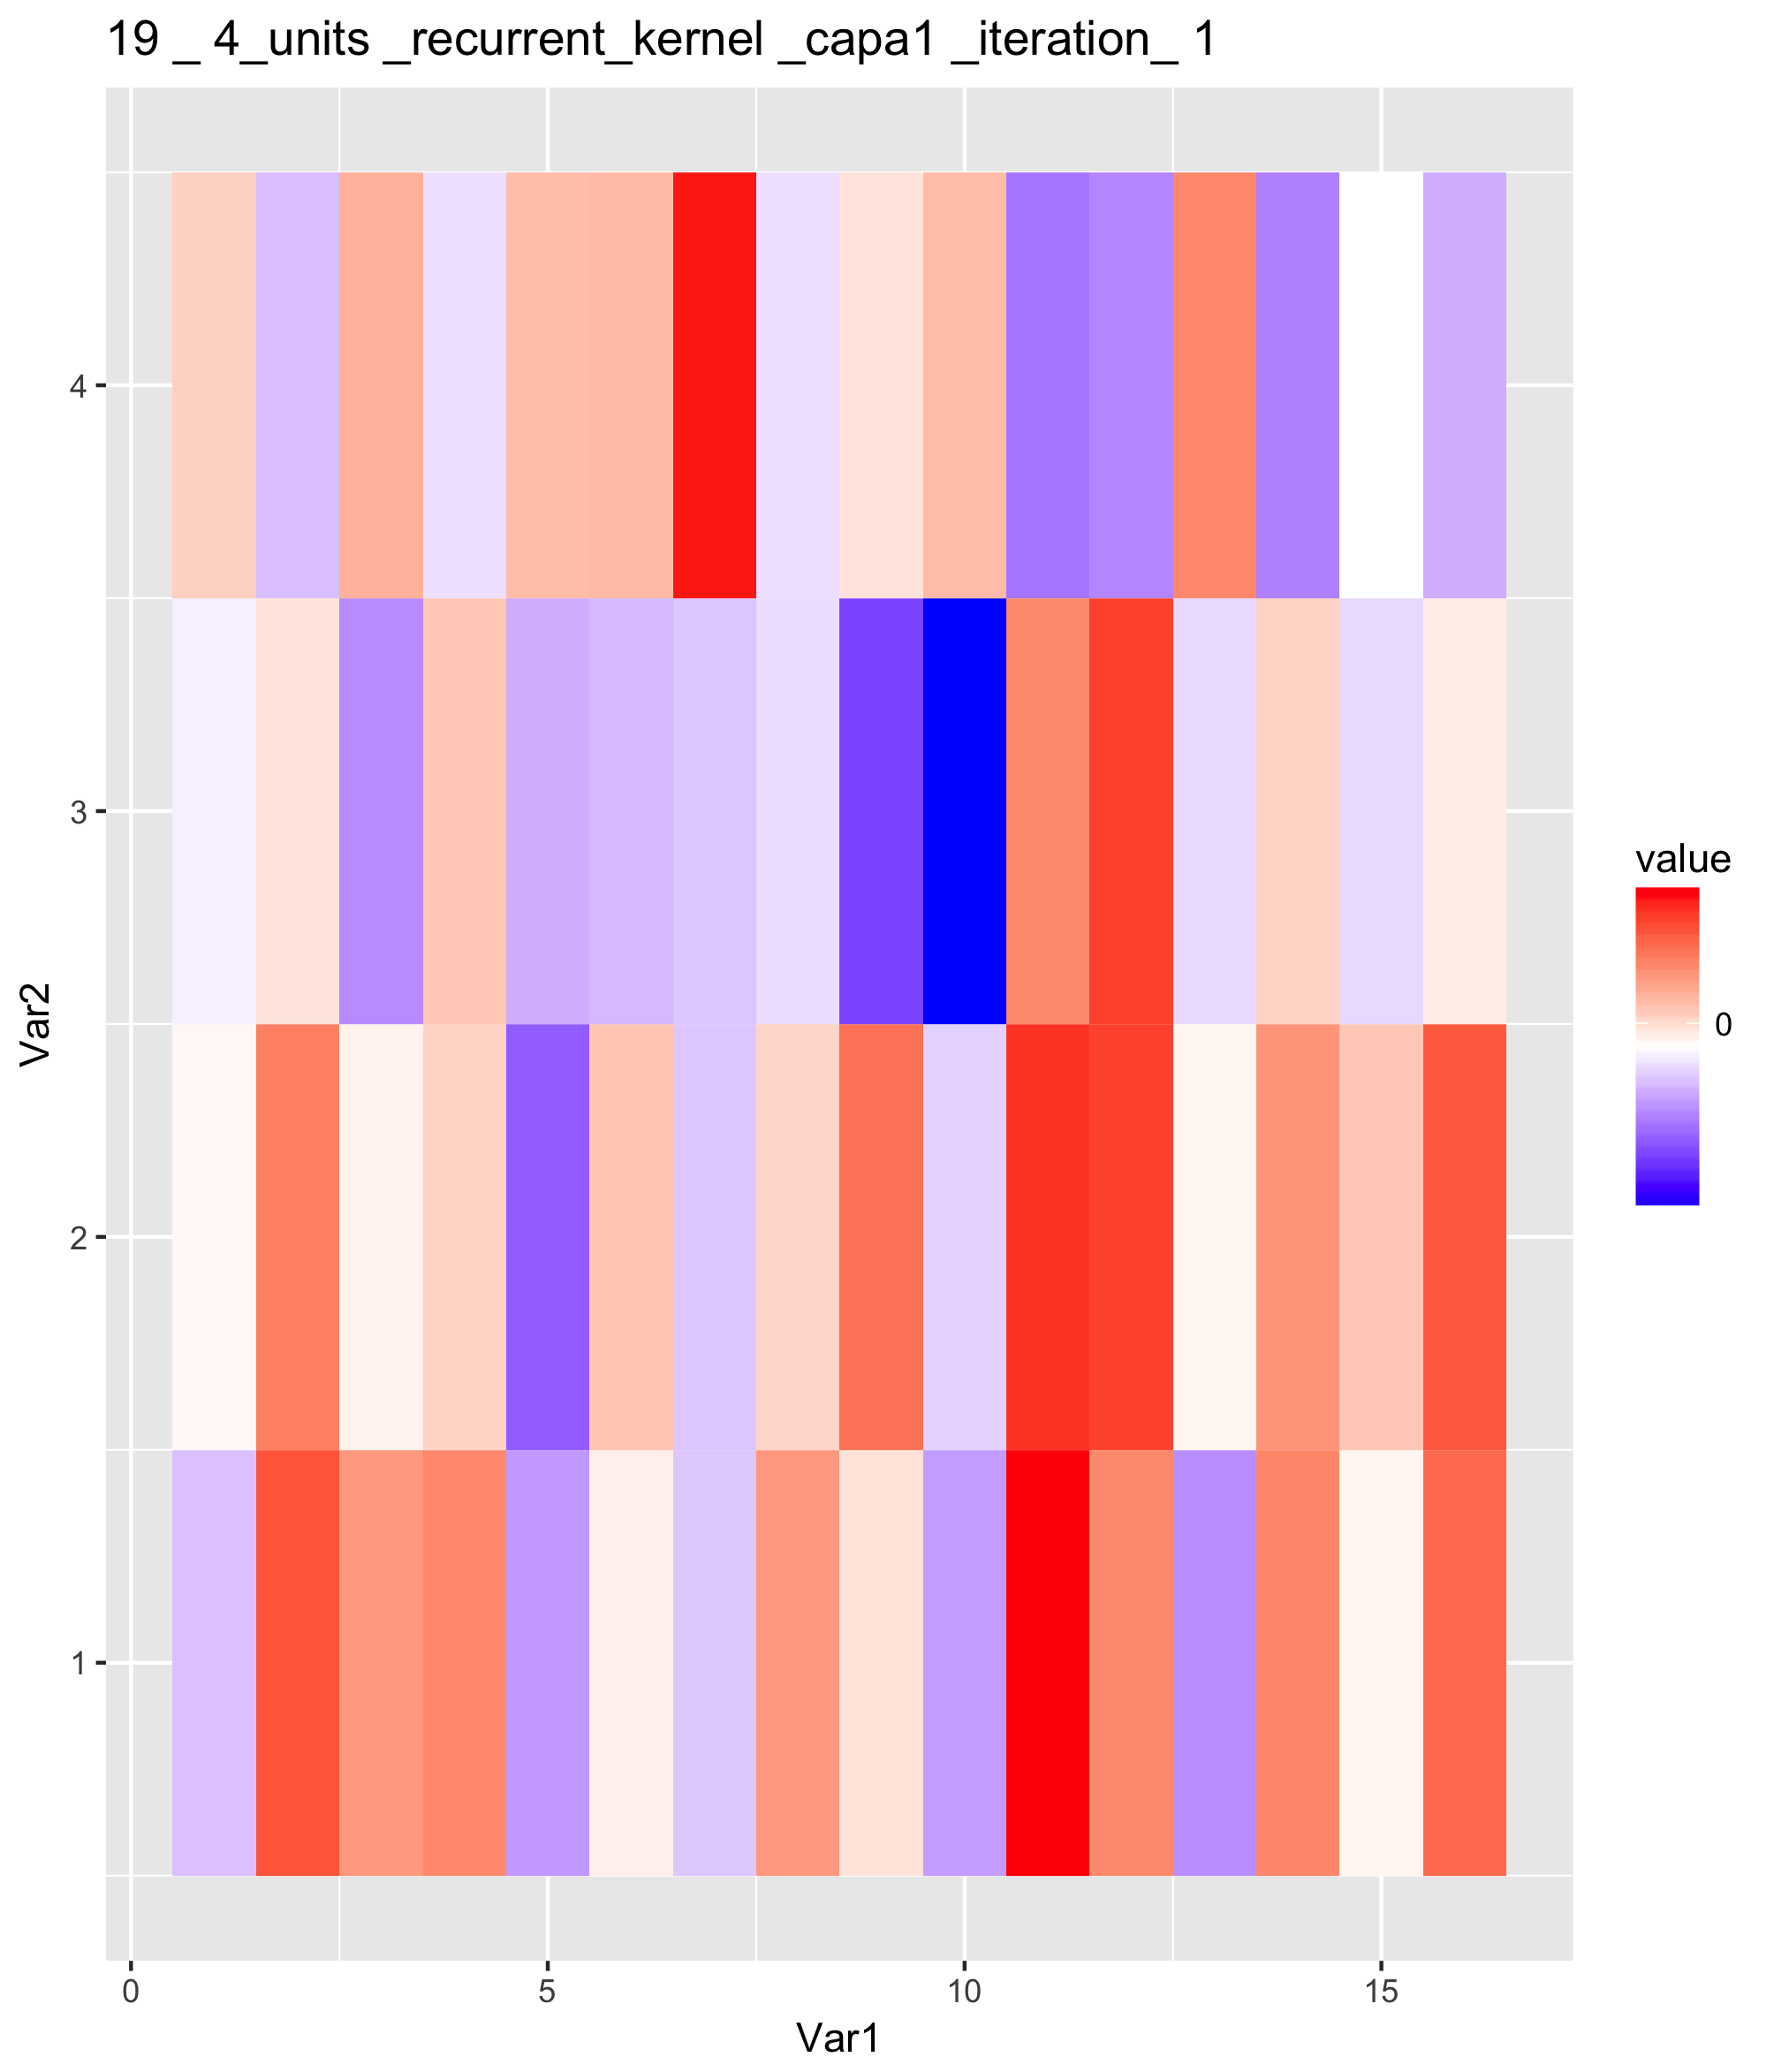 19 _ 4_units _recurrent_kernel _capa1 _iteration_ 1
4
3
2
1
Var2
0
5
10
15
Var1
value
0